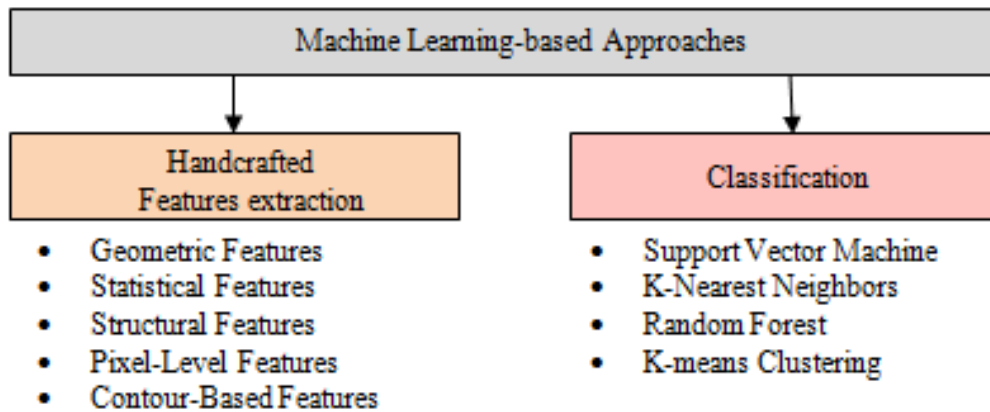 Machine Learning-based Approaches
Handcrafted
Features extraction
• Geometric Features
• Statistical Features
• Structural Features
• Pixel-Level Features
• Contour-Based Features
Classification
• Support Vector Machine
• K-Nearest Neighbors
• Random Forest
• K-means Clustering